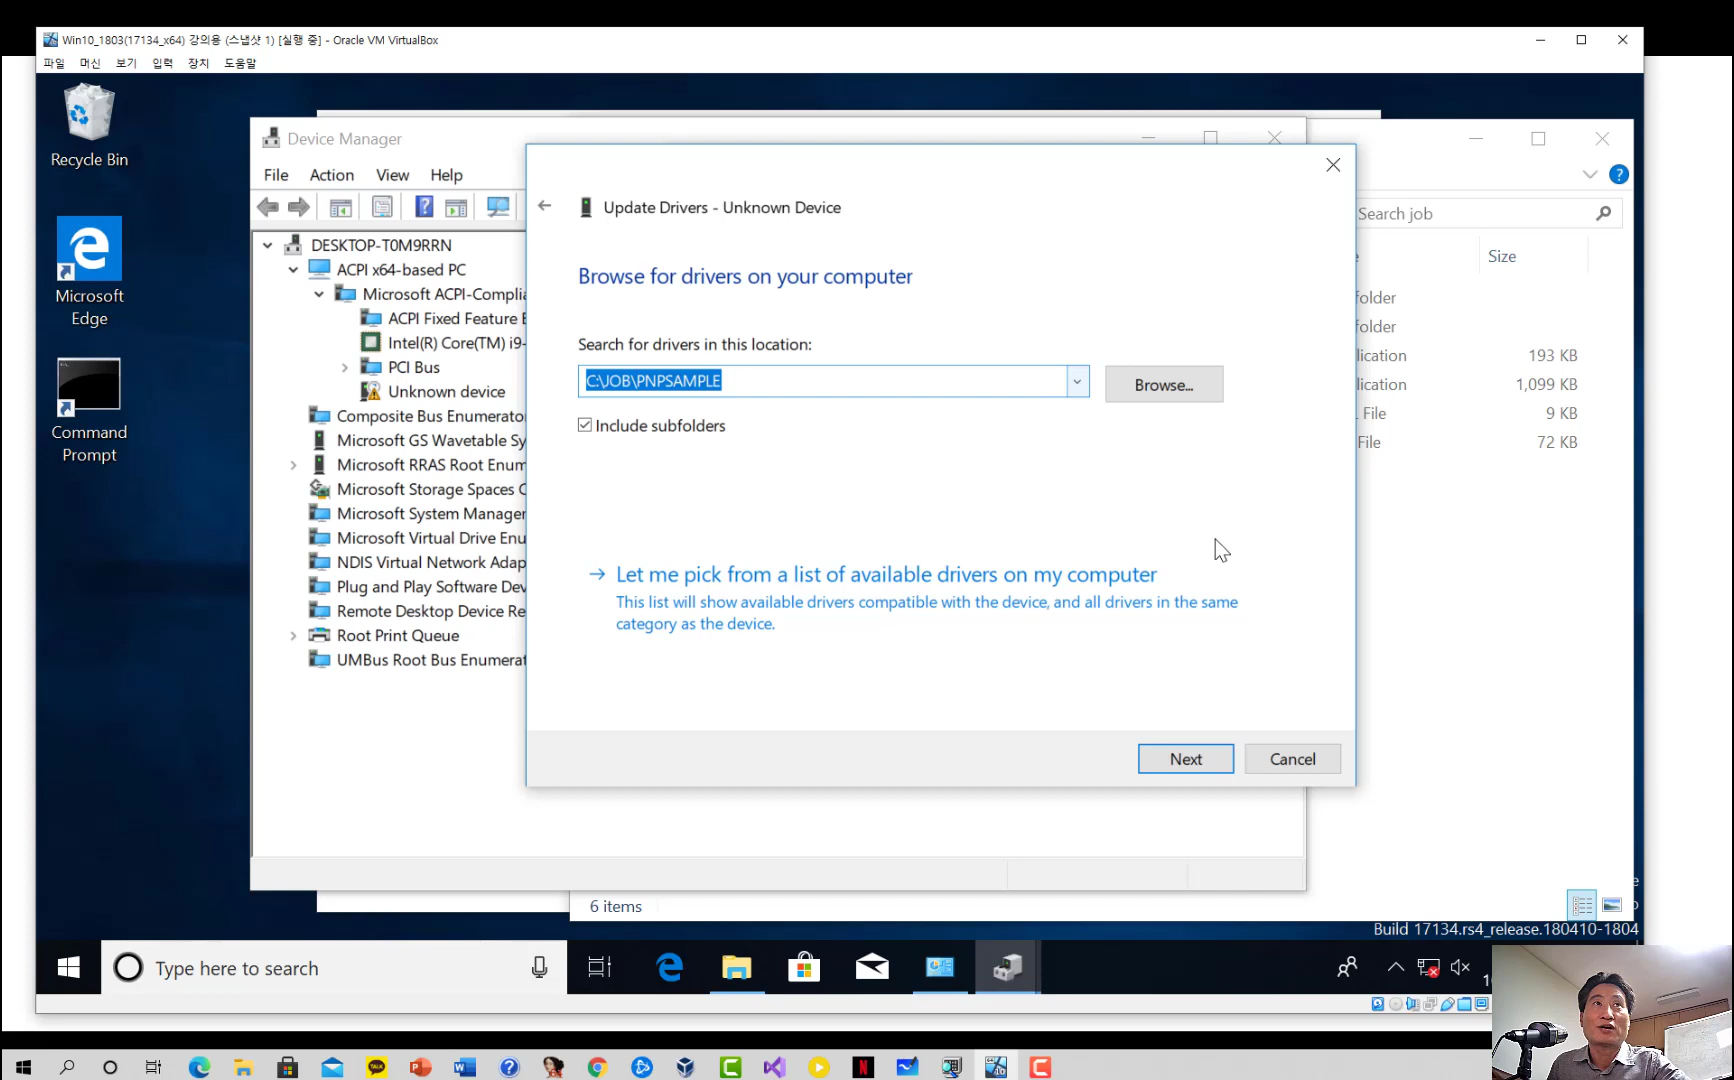 Win10_1803(17134_x64) 강의용 (스냅샷 1) [실행 중] - Oracle VM VirtualBox
파일 머신 보기 입력 장치 도움말
Recycle Bin
Microsoft
Edge
Command
Prompt
Device Manager
File Action View Help
DESKTOP-T0M9RRN
ACPI x64-based PC
Microsoft ACPI-Complia
ACPI Fixed Feature
Intel(R) Core(TM) i9-
PCI Bus
Unknown device
Composite Bus Enumerato
Microsoft GS Wavetable Sy
Microsoft RRAS Root Enum
Microsoft Storage Spaces C
Microsoft System Manager
Microsoft Virtual Drive Enu
NDIS Virtual Network Adap
Plug and Play Software Dev
Remote Desktop Device Re
Root Print Queue
UMBus Root Bus Enumerat
Update Drivers - Unknown Device
Browse for drivers on your computer
Search for drivers in this location:
C:\JOB\PNPSAMPLE
Browse...
Include subfolders
Let me pick from a list of available drivers on my computer
This list will show available drivers compatible with the device, and all drivers in the same
category as the device.
Next Cancel
Search job
Size
folder
folder
lication 193 KB
lication 1,099 KB
File 9 KB
File 72 KB
6 items
Build 17134.rs4_release.180410-1804
Type here to search